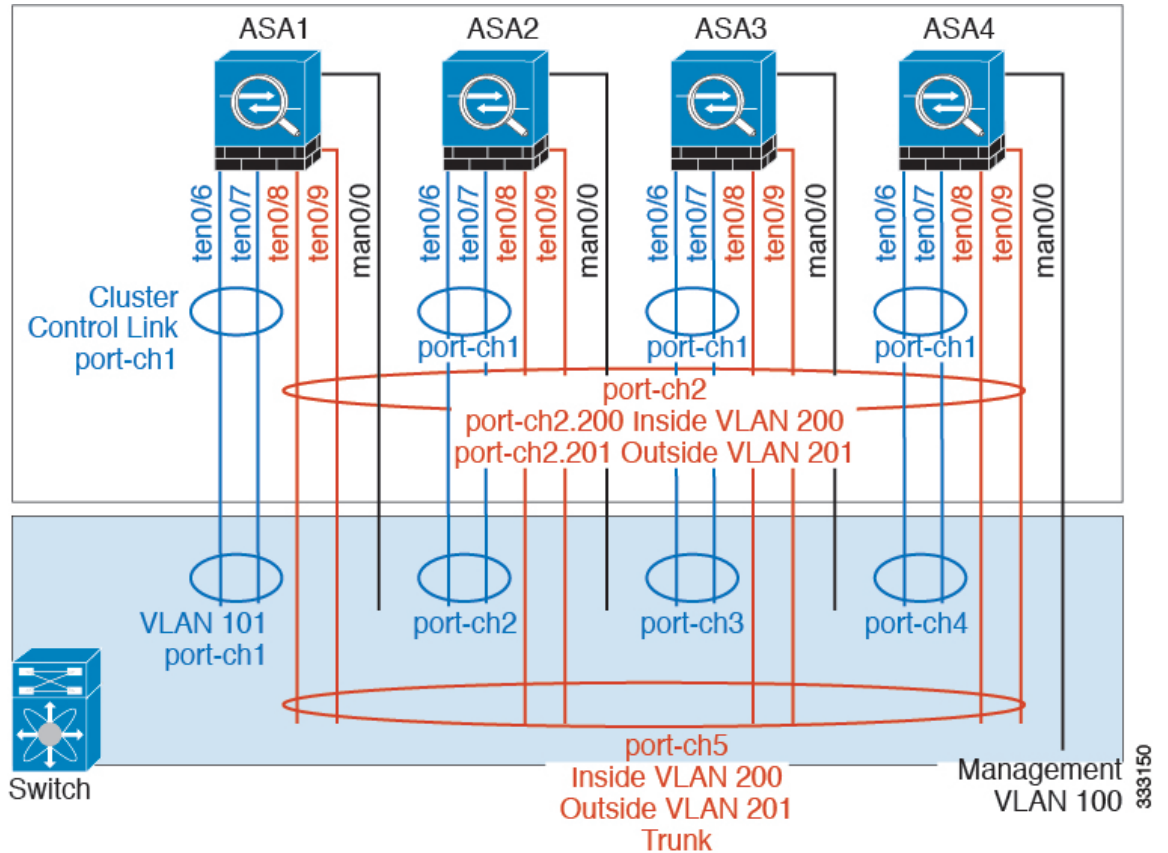 ASA1
ASA2
ASA3
ASA4
ten0/6
ten0/7
ten0/8
ten0/9
man0/0
ten0/6
ten0/7
ten0/8
ten0/9
man0/0
ten0/6
ten0/7
ten0/8
ten0/9
man0/0
ten0/6
ten0/7
ten0/8
ten0/9
man0/0
Cluster
Control Link
port-ch1
port-ch1
port-ch1
port-ch1
port-ch2
port-ch2.200 Inside VLAN 200
port-ch2.201 Outside VLAN 201
VLAN 101
port-ch1
port-ch2
port-ch3
port-ch4
Switch
port-ch5
Inside VLAN 200
Outside VLAN 201
Trunk
Management
VLAN 100
333150